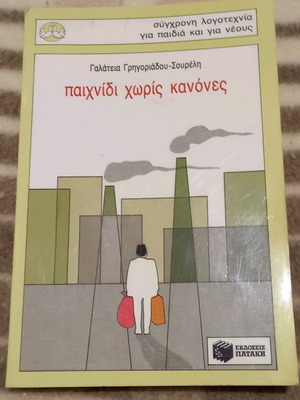 σύγχρονη λογοτεχνία
για παιδιά και για νέους
Γαλάτεια Γρηγοριάδου-Σουρέλη
παιχνίδι χωρίς κανόνες
ΕΚΔΟΣΕΙΣ
ΠΑΤΑΚΗ